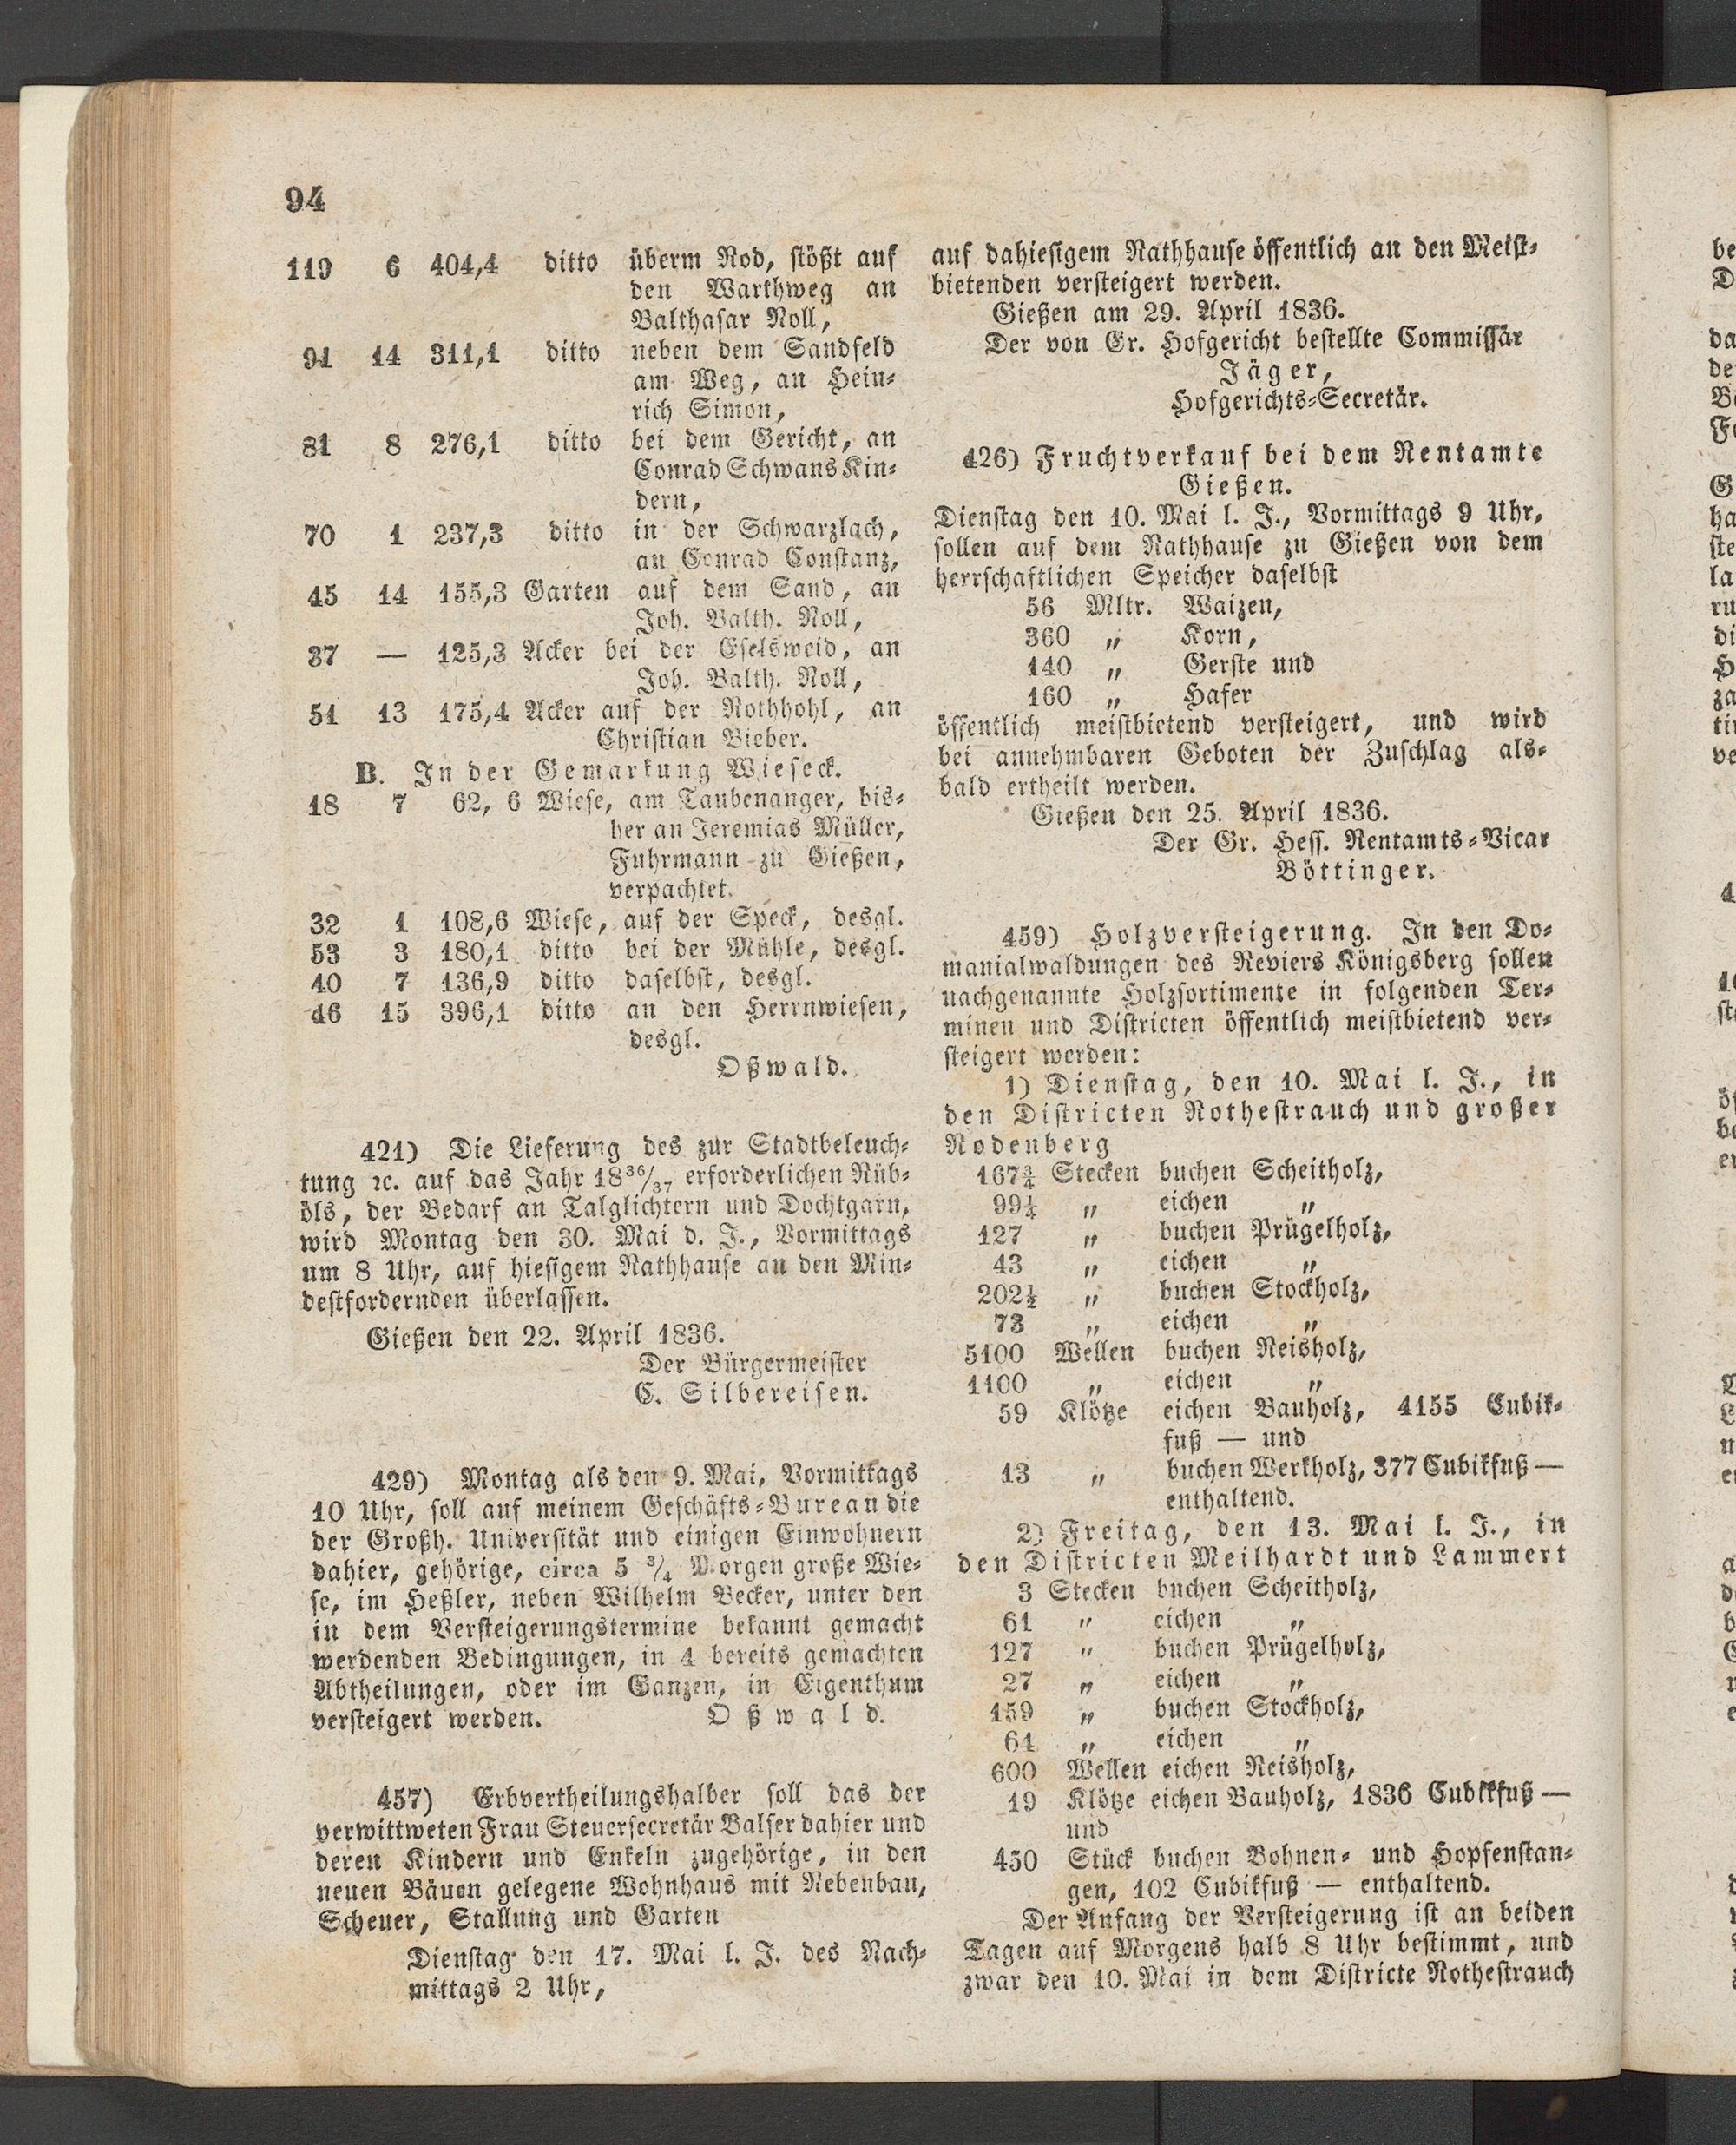 94
119 6 404,4 ditto überm Rod, stößt auf
den Warthweg an
Balthasar Noll,
91 14 311,1 ditto neben dem Sandfeld
am Weg, an Hein-
rich Simon,
81 8 276,1 ditto bei dem Gericht, an
Conrad Schwans Kin-
dern,
70 1 237,3 ditto in der Schwarzlach,
an Conrad Constanz,
45 14 155,3 Garten auf dem Sand, an
Joh. Balth. Noll,
37 — 125,3 Acker bei der Eselsweid, an
Joh. Balth. Noll,
51 13 175,4 Acker auf der Rothhohl, an
Christian Bieber.
B. In der Gemarkung Wieseck.
18 7 62, 6 Wiese, am Taubenanger, bis-
her an Jeremias Müller,
Fuhrmann zu Gießen,
verpachtet.
32 1 108,6 Wiese, auf der Speck, desgl.
53 3 180,1 ditto bei der Mühle, desgl.
40 7 136,9 ditto daselbst, desgl.
46 15 396,1 ditto an den Herrnwiesen,
desgl.
Oßwald.
421) Die Lieferung des zur Stadtbeleuch-
tung ꝛc. auf das Jahr 18³⁶/₃₇ erforderlichen Rüb-
öls, der Bedarf an Talglichtern und Dochtgarn,
wird Montag den 30. Mai d. J., Vormittags
um 8 Uhr, auf hiesigem Rathhause an den Min-
destfordernden überlassen.
Gießen den 22. April 1836.
Der Bürgermeister
C. Silbereisen.
429) Montag als den 9. Mai, Vormittags
10 Uhr, soll auf meinem Geschäfts-Bureau die
der Großh. Universität und einigen Einwohnern
dahier, gehörige, circa 5 ³/₄ Morgen große Wie-
se, im Heßler, neben Wilhelm Becker, unter den
in dem Versteigerungstermine bekannt gemacht
werdenden Bedingungen, in 4 bereits gemachten
Abtheilungen, oder im Ganzen, in Eigenthum
versteigert werden. Oßwald.
457) Erbvertheilungshalber soll das der
verwittweten Frau Steuersecretär Balser dahier und
deren Kindern und Enkeln zugehörige, in den
neuen Bäuen gelegene Wohnhaus mit Nebenbau,
Scheuer, Stallung und Garten
Dienstag den 17. Mai l. J. des Nach-
mittags 2 Uhr,
auf dahiesigem Rathhause öffentlich an den Meist-
bietenden versteigert werden.
Gießen am 29. April 1836.
Der von Gr. Hofgericht bestellte Commissär
Jäger,
Hofgerichts-Secretär.
426) Fruchtverkauf bei dem Rentamte
Gießen.
Dienstag den 10. Mai l. J., Vormittags 9 Uhr,
sollen auf dem Rathhause zu Gießen von dem
herrschaftlichen Speicher daselbst
56 Mltr. Waizen,
360 „ Korn,
140 „ Gerste und
160 „ Hafer
öffentlich meistbietend versteigert, und wird
bei annehmbaren Geboten der Zuschlag als-
bald ertheilt werden.
Gießen den 25. April 1836.
Der Gr. Hess. Rentamts-Vicar
Böttinger.
459) Holzversteigerung. In den Do-
manialwaldungen des Reviers Königsberg sollen
nachgenannte Holzsortimente in folgenden Ter-
minen und Districten öffentlich meistbietend ver-
steigert werden:
1) Dienstag, den 10. Mai l. J., in
den Districten Rothestrauch und großer
Rodenberg
167¾ Stecken buchen Scheitholz,
99¼ „ eichen „
127 „ buchen Prügelholz,
43 „ eichen „
202½ „ buchen Stockholz,
73 „ eichen „
5100 Wellen buchen Reisholz,
1100 „ eichen „
59 Klötze eichen Bauholz, 4155 Cubik-
fuß — und
13 „ buchen Werkholz, 377 Cubikfuß —
enthaltend.
2) Freitag, den 13. Mai l. J., in
den Districten Meilhardt und Lammert
3 Stecken buchen Scheitholz,
61 „ eichen „
127 „ buchen Prügelholz,
27 „ eichen „
159 „ buchen Stockholz,
64 „ eichen „
600 Wellen eichen Reisholz,
19 Klötze eichen Bauholz, 1836 Cubikfuß —
und
450 Stück buchen Bohnen- und Hopfenstan-
gen, 102 Cubikfuß — enthaltend.
Der Anfang der Versteigerung ist an beiden
Tagen auf Morgens halb 8 Uhr bestimmt, und
zwar den 10. Mai in dem Districte Rothestrauch